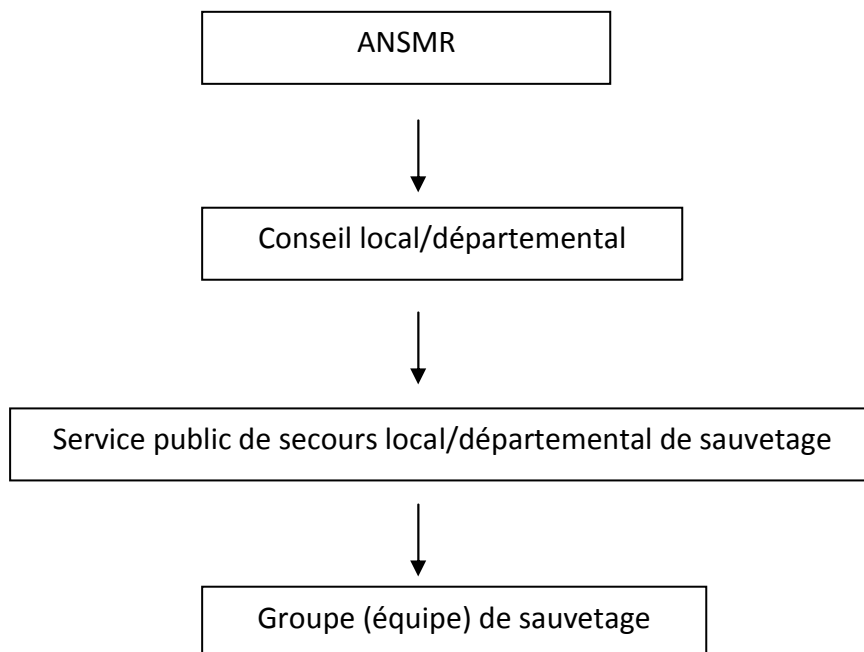 ANSMR
Conseil local/départemental
Service public de secours local/départemental de sauvetage
Groupe (équipe) de sauvetage